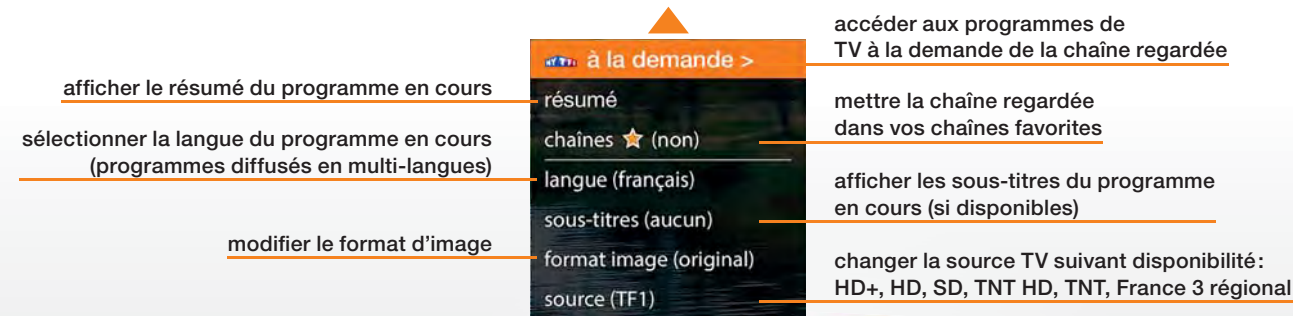 accéder aux programmes de
TV à la demande de la chaîne regardée
à la demande >
afficher le résumé du programme en cours
résumé
mettre la chaîne regardée
dans vos chaînes favorites
chaînes (non)
sélectionner la langue du programme en cours
(programmes diffusés en multi-langues)
langue (français)
afficher les sous-titres du programme
en cours (si disponibles)
sous-titres (aucun)
modifier le format d’image
format image (original)
changer la source TV suivant disponibilité :
HD+, HD, SD, TNT HD, TNT, France 3 régional
source (TF1)